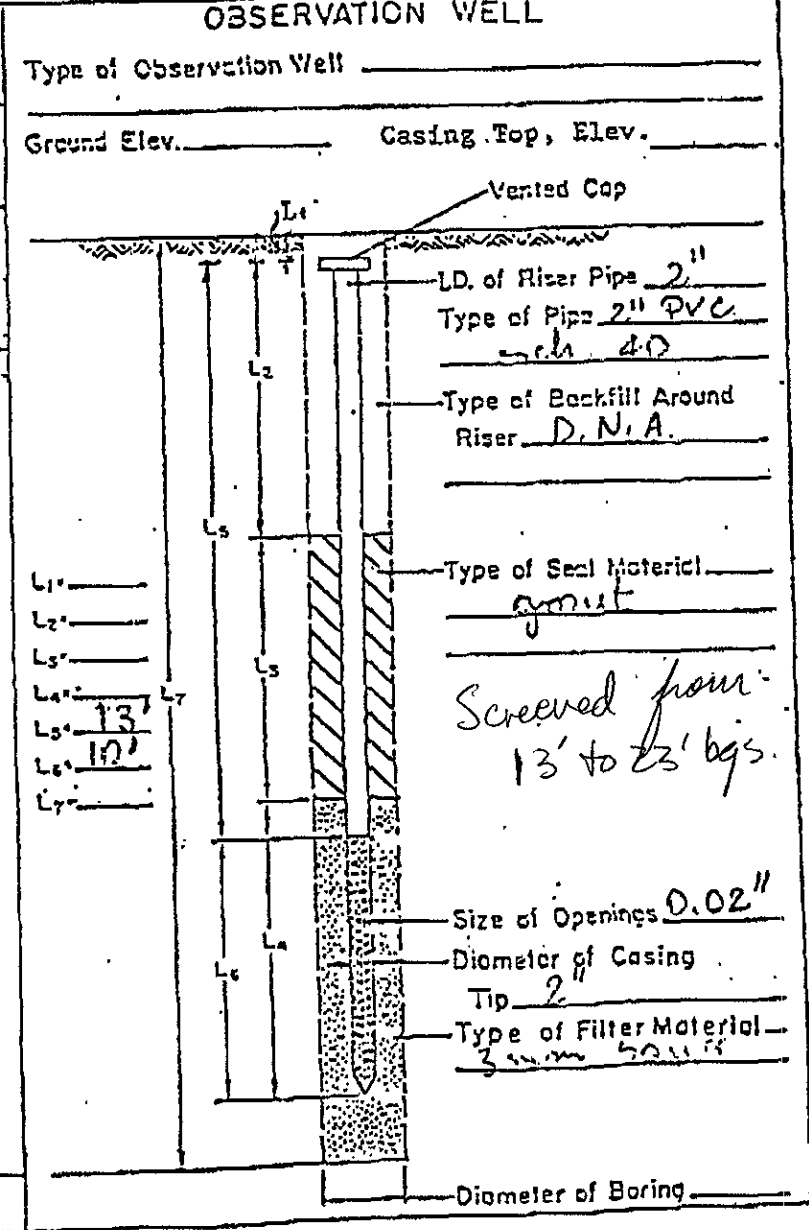 OBSERVATION WELL
Type of Observation Well
Ground Elev. Casing Top, Elev.
Vented Cap
L1
I.D. of Riser Pipe 2"
Type of Pipe 2" PVC
sch 40
L2
Type of Backfill Around
Riser D.N.A.
L5
Type of Seal Material
grout
L1=
L2=
L3=
L4=
L5= 13'
L6= 10'
L7=
L7
L3
Screened from
13' to 23' bgs.
Size of Openings 0.02"
L4
Diameter of Casing
L6
Tip 2"
Type of Filter Material
Diameter of Boring